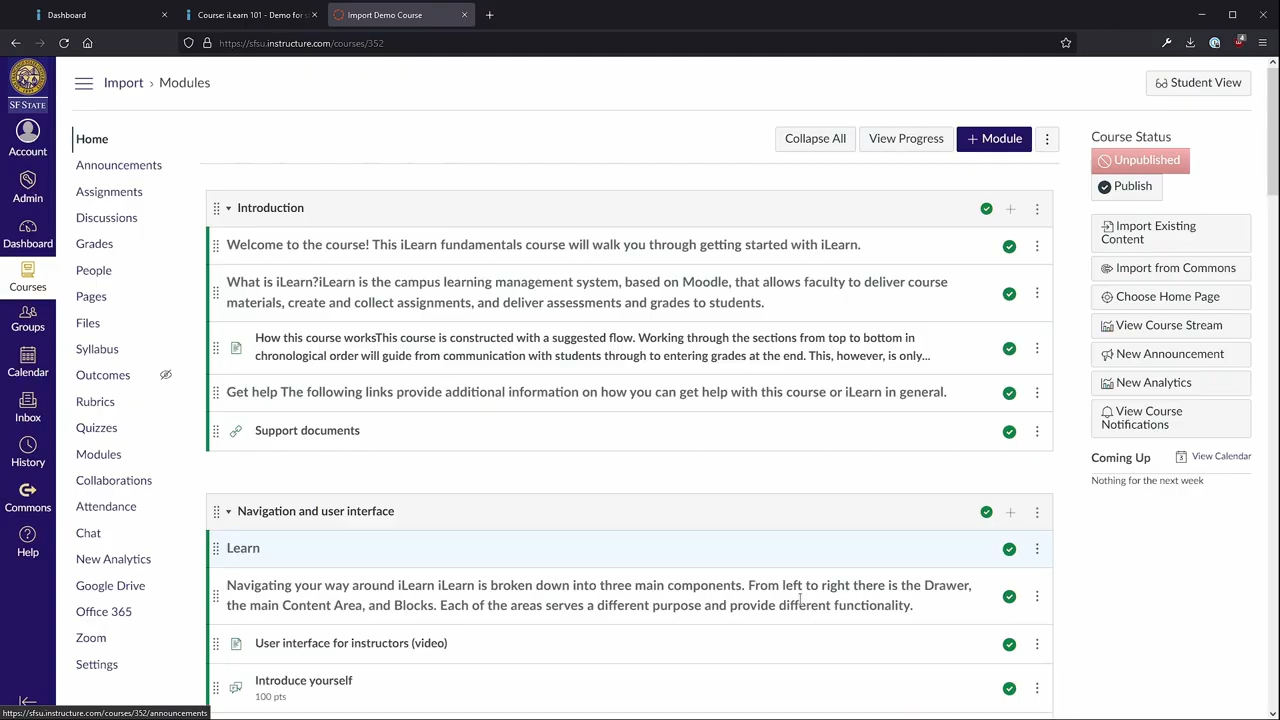 Dashboard
Course: iLearn 101 - Demo for s
Import Demo Course
https://sfsu.instructure.com/courses/352
SF STATE
Account
Admin
Dashboard
Courses
Groups
Calendar
Inbox
History
Commons
Help
Import › Modules
Student View
Home
Announcements
Assignments
Discussions
Grades
People
Pages
Files
Syllabus
Outcomes
Rubrics
Quizzes
Modules
Collaborations
Attendance
Chat
New Analytics
Google Drive
Office 365
Zoom
Settings
Collapse All
View Progress
+ Module
Introduction
Welcome to the course! This iLearn fundamentals course will walk you through getting started with iLearn.
What is iLearn?iLearn is the campus learning management system, based on Moodle, that allows faculty to deliver course
materials, create and collect assignments, and deliver assessments and grades to students.
How this course worksThis course is constructed with a suggested flow. Working through the sections from top to bottom in
chronological order will guide from communication with students through to entering grades at the end. This, however, is only...
Get help The following links provide additional information on how you can get help with this course or iLearn in general.
Support documents
Navigation and user interface
Learn
Navigating your way around iLearn iLearn is broken down into three main components. From left to right there is the Drawer,
the main Content Area, and Blocks. Each of the areas serves a different purpose and provide different functionality.
User interface for instructors (video)
Introduce yourself
100 pts
Course Status
Unpublished
Publish
Import Existing
Content
Import from Commons
Choose Home Page
View Course Stream
New Announcement
New Analytics
View Course
Notifications
Coming Up
View Calendar
Nothing for the next week
https://sfsu.instructure.com/courses/352/announcements